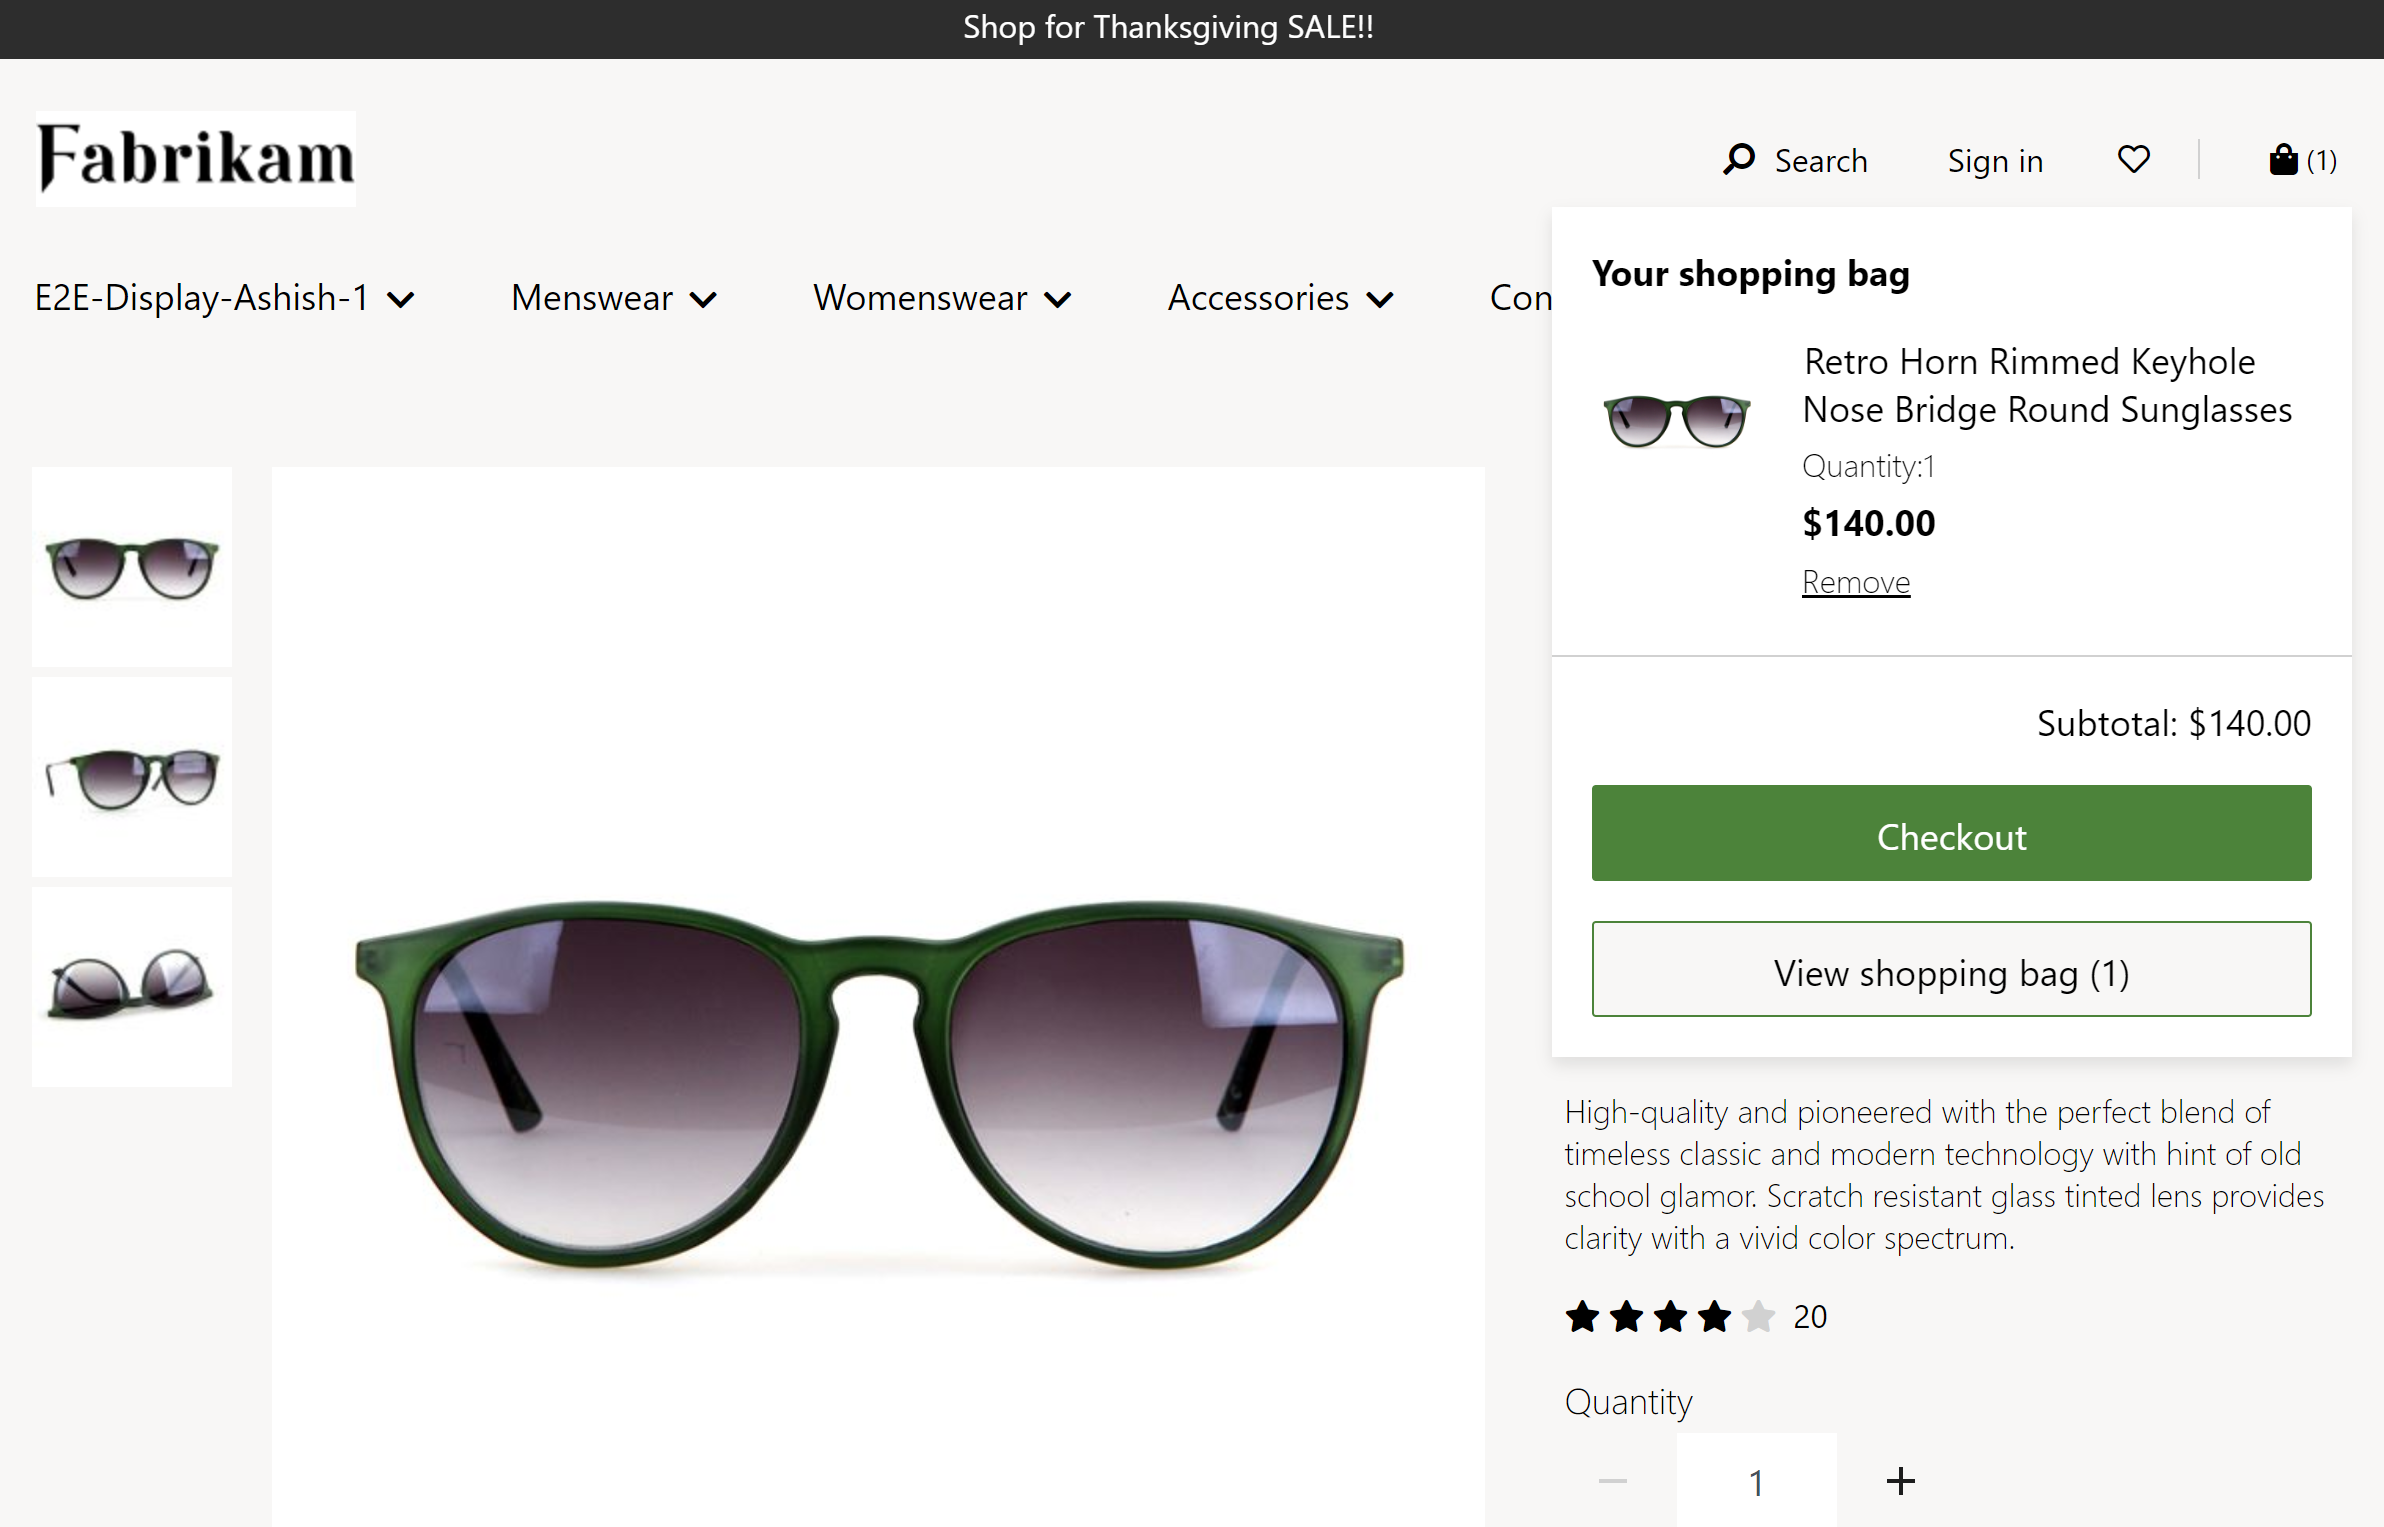 Shop for Thanksgiving SALE!!
Fabrikam
Search
Sign in
(1)
E2E-Display-Ashish-1
Menswear
Womenswear
Accessories
Con
Your shopping bag
Retro Horn Rimmed Keyhole
Nose Bridge Round Sunglasses
Quantity:1
$140.00
Remove
Subtotal: $140.00
Checkout
View shopping bag (1)
High-quality and pioneered with the perfect blend of
timeless classic and modern technology with hint of old
school glamor. Scratch resistant glass tinted lens provides
clarity with a vivid color spectrum.
20
Quantity
1